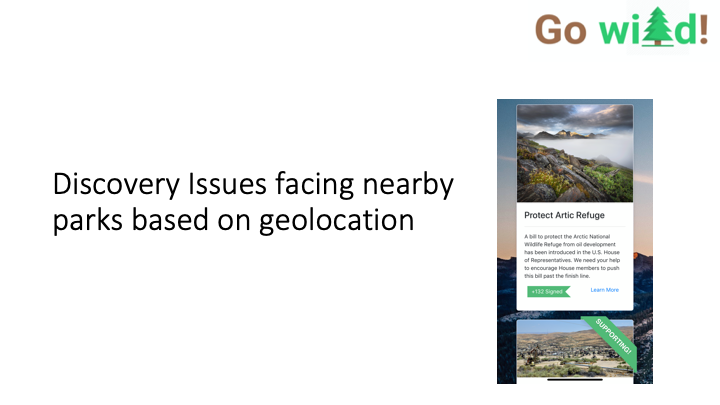 Go wild!
Discovery Issues facing nearby
parks based on geolocation
Protect Artic Refuge
A bill to protect the Arctic National
Wildlife Refuge from oil development
has been introduced in the U.S. House
of Representatives. We need your help
to encourage House members to push
this bill past the finish line.
+132 Signed
Learn More
SUPPORTING!